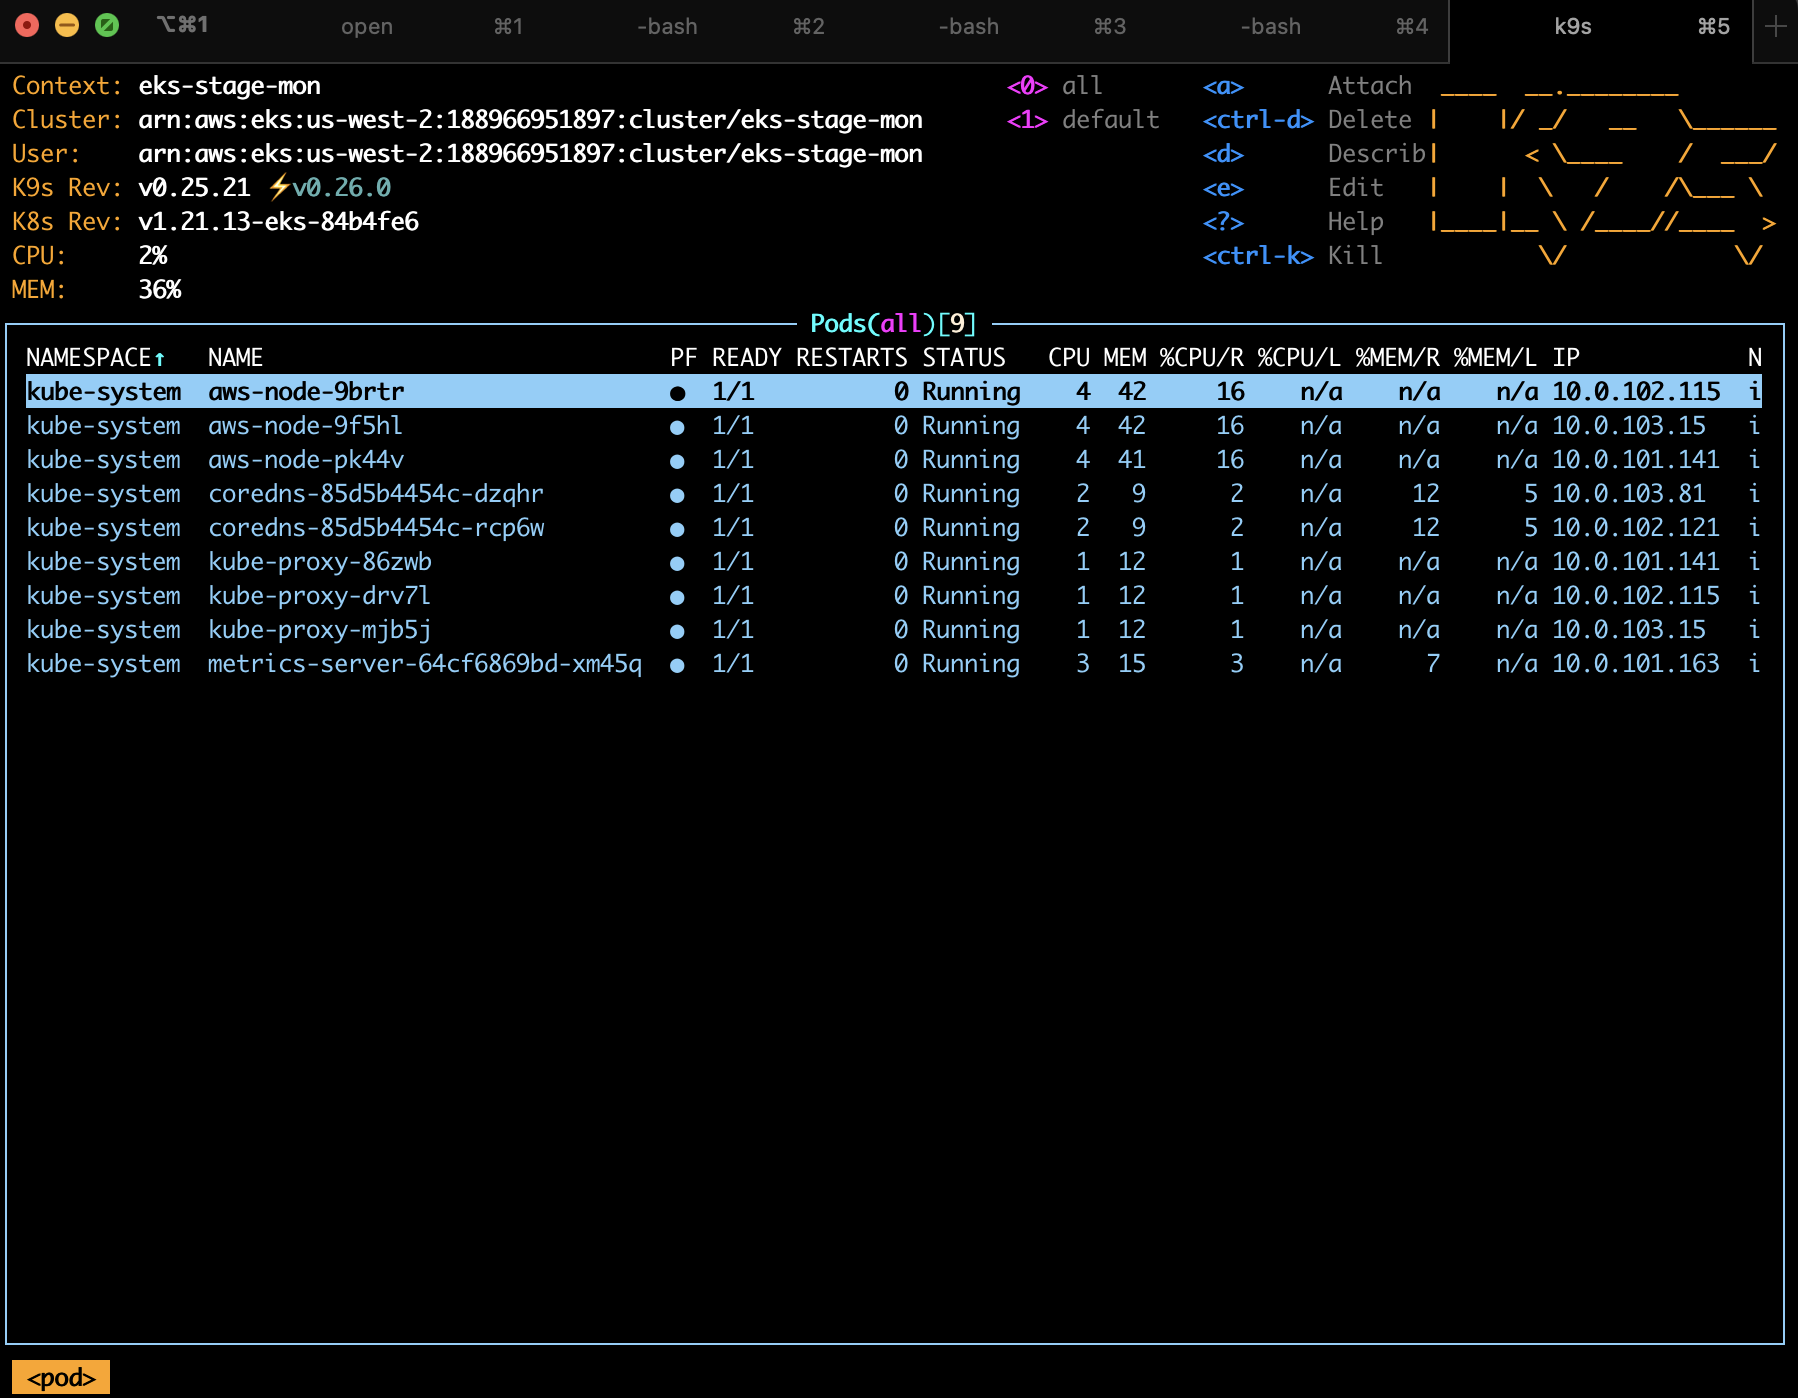 ⌥⌘1 open ⌘1 -bash ⌘2 -bash ⌘3 -bash ⌘4 k9s ⌘5 +
Context: eks-stage-mon <0> all <a> Attach
Cluster: arn:aws:eks:us-west-2:188966951897:cluster/eks-stage-mon <1> default <ctrl-d> Delete
User: arn:aws:eks:us-west-2:188966951897:cluster/eks-stage-mon <d> Describ
K9s Rev: v0.25.21 ⚡v0.26.0 <e> Edit
K8s Rev: v1.21.13-eks-84b4fe6 <?> Help
CPU: 2% <ctrl-k> Kill
MEM: 36%
Pods(all)[9]
NAMESPACE↑ NAME PF READY RESTARTS STATUS CPU MEM %CPU/R %CPU/L %MEM/R %MEM/L IP N
kube-system aws-node-9brtr ● 1/1 0 Running 4 42 16 n/a n/a n/a 10.0.102.115 i
kube-system aws-node-9f5hl ● 1/1 0 Running 4 42 16 n/a n/a n/a 10.0.103.15 i
kube-system aws-node-pk44v ● 1/1 0 Running 4 41 16 n/a n/a n/a 10.0.101.141 i
kube-system coredns-85d5b4454c-dzqhr ● 1/1 0 Running 2 9 2 n/a 12 5 10.0.103.81 i
kube-system coredns-85d5b4454c-rcp6w ● 1/1 0 Running 2 9 2 n/a 12 5 10.0.102.121 i
kube-system kube-proxy-86zwb ● 1/1 0 Running 1 12 1 n/a n/a n/a 10.0.101.141 i
kube-system kube-proxy-drv7l ● 1/1 0 Running 1 12 1 n/a n/a n/a 10.0.102.115 i
kube-system kube-proxy-mjb5j ● 1/1 0 Running 1 12 1 n/a n/a n/a 10.0.103.15 i
kube-system metrics-server-64cf6869bd-xm45q ● 1/1 0 Running 3 15 3 n/a 7 n/a 10.0.101.163 i
<pod>